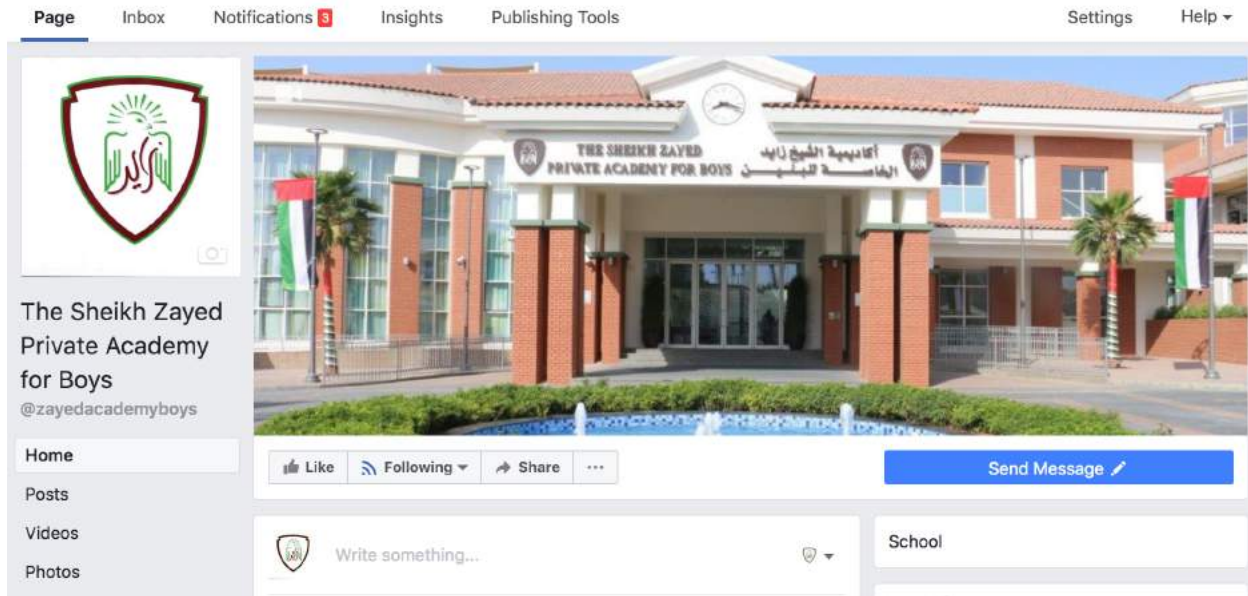 Page Inbox Notifications 3 Insights Publishing Tools Settings Help
زايد
THE SHEIKH ZAYED
PRIVATE ACADEMY FOR BOYS
أكاديمية الشيخ زايد
الخاصة للبنين
The Sheikh Zayed
Private Academy
for Boys
@zayedacademyboys
Home
Posts
Videos
Photos
Like Following Share ...
Send Message
Write something...
School